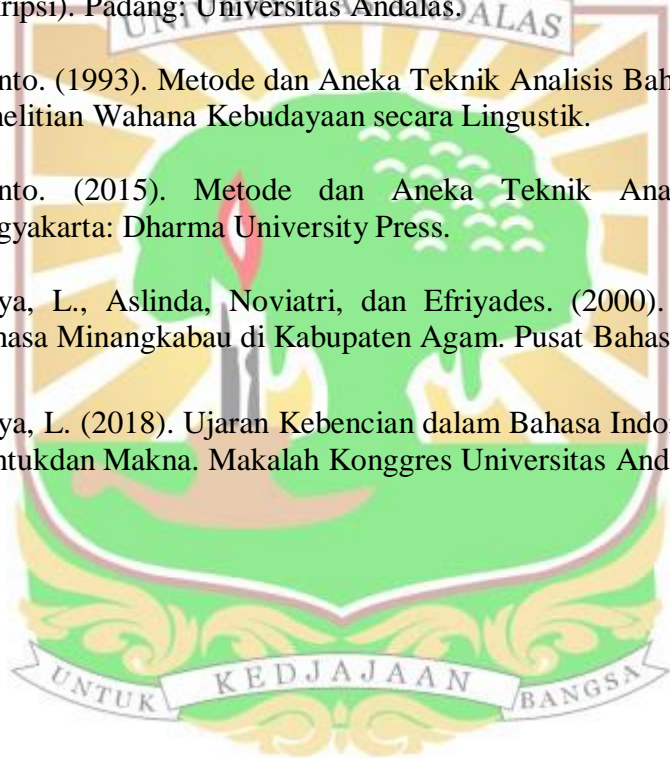 ripsi). Padang: Universitas Andalas.
UNIVERSITAS ANDALAS
nto. (1993). Metode dan Aneka Teknik Analisis Bah
nelitian Wahana Kebudayaan secara Lingustik.
nto. (2015). Metode dan Aneka Teknik Ana
gyakarta: Dharma University Press.
ya, L., Aslinda, Noviatri, dan Efriyades. (2000).
hasa Minangkabau di Kabupaten Agam. Pusat Bahas
ya, L. (2018). Ujaran Kebencian dalam Bahasa Indo
ntukdan Makna. Makalah Konggres Universitas And
UNTUK KEDJAJAAN BANGSA